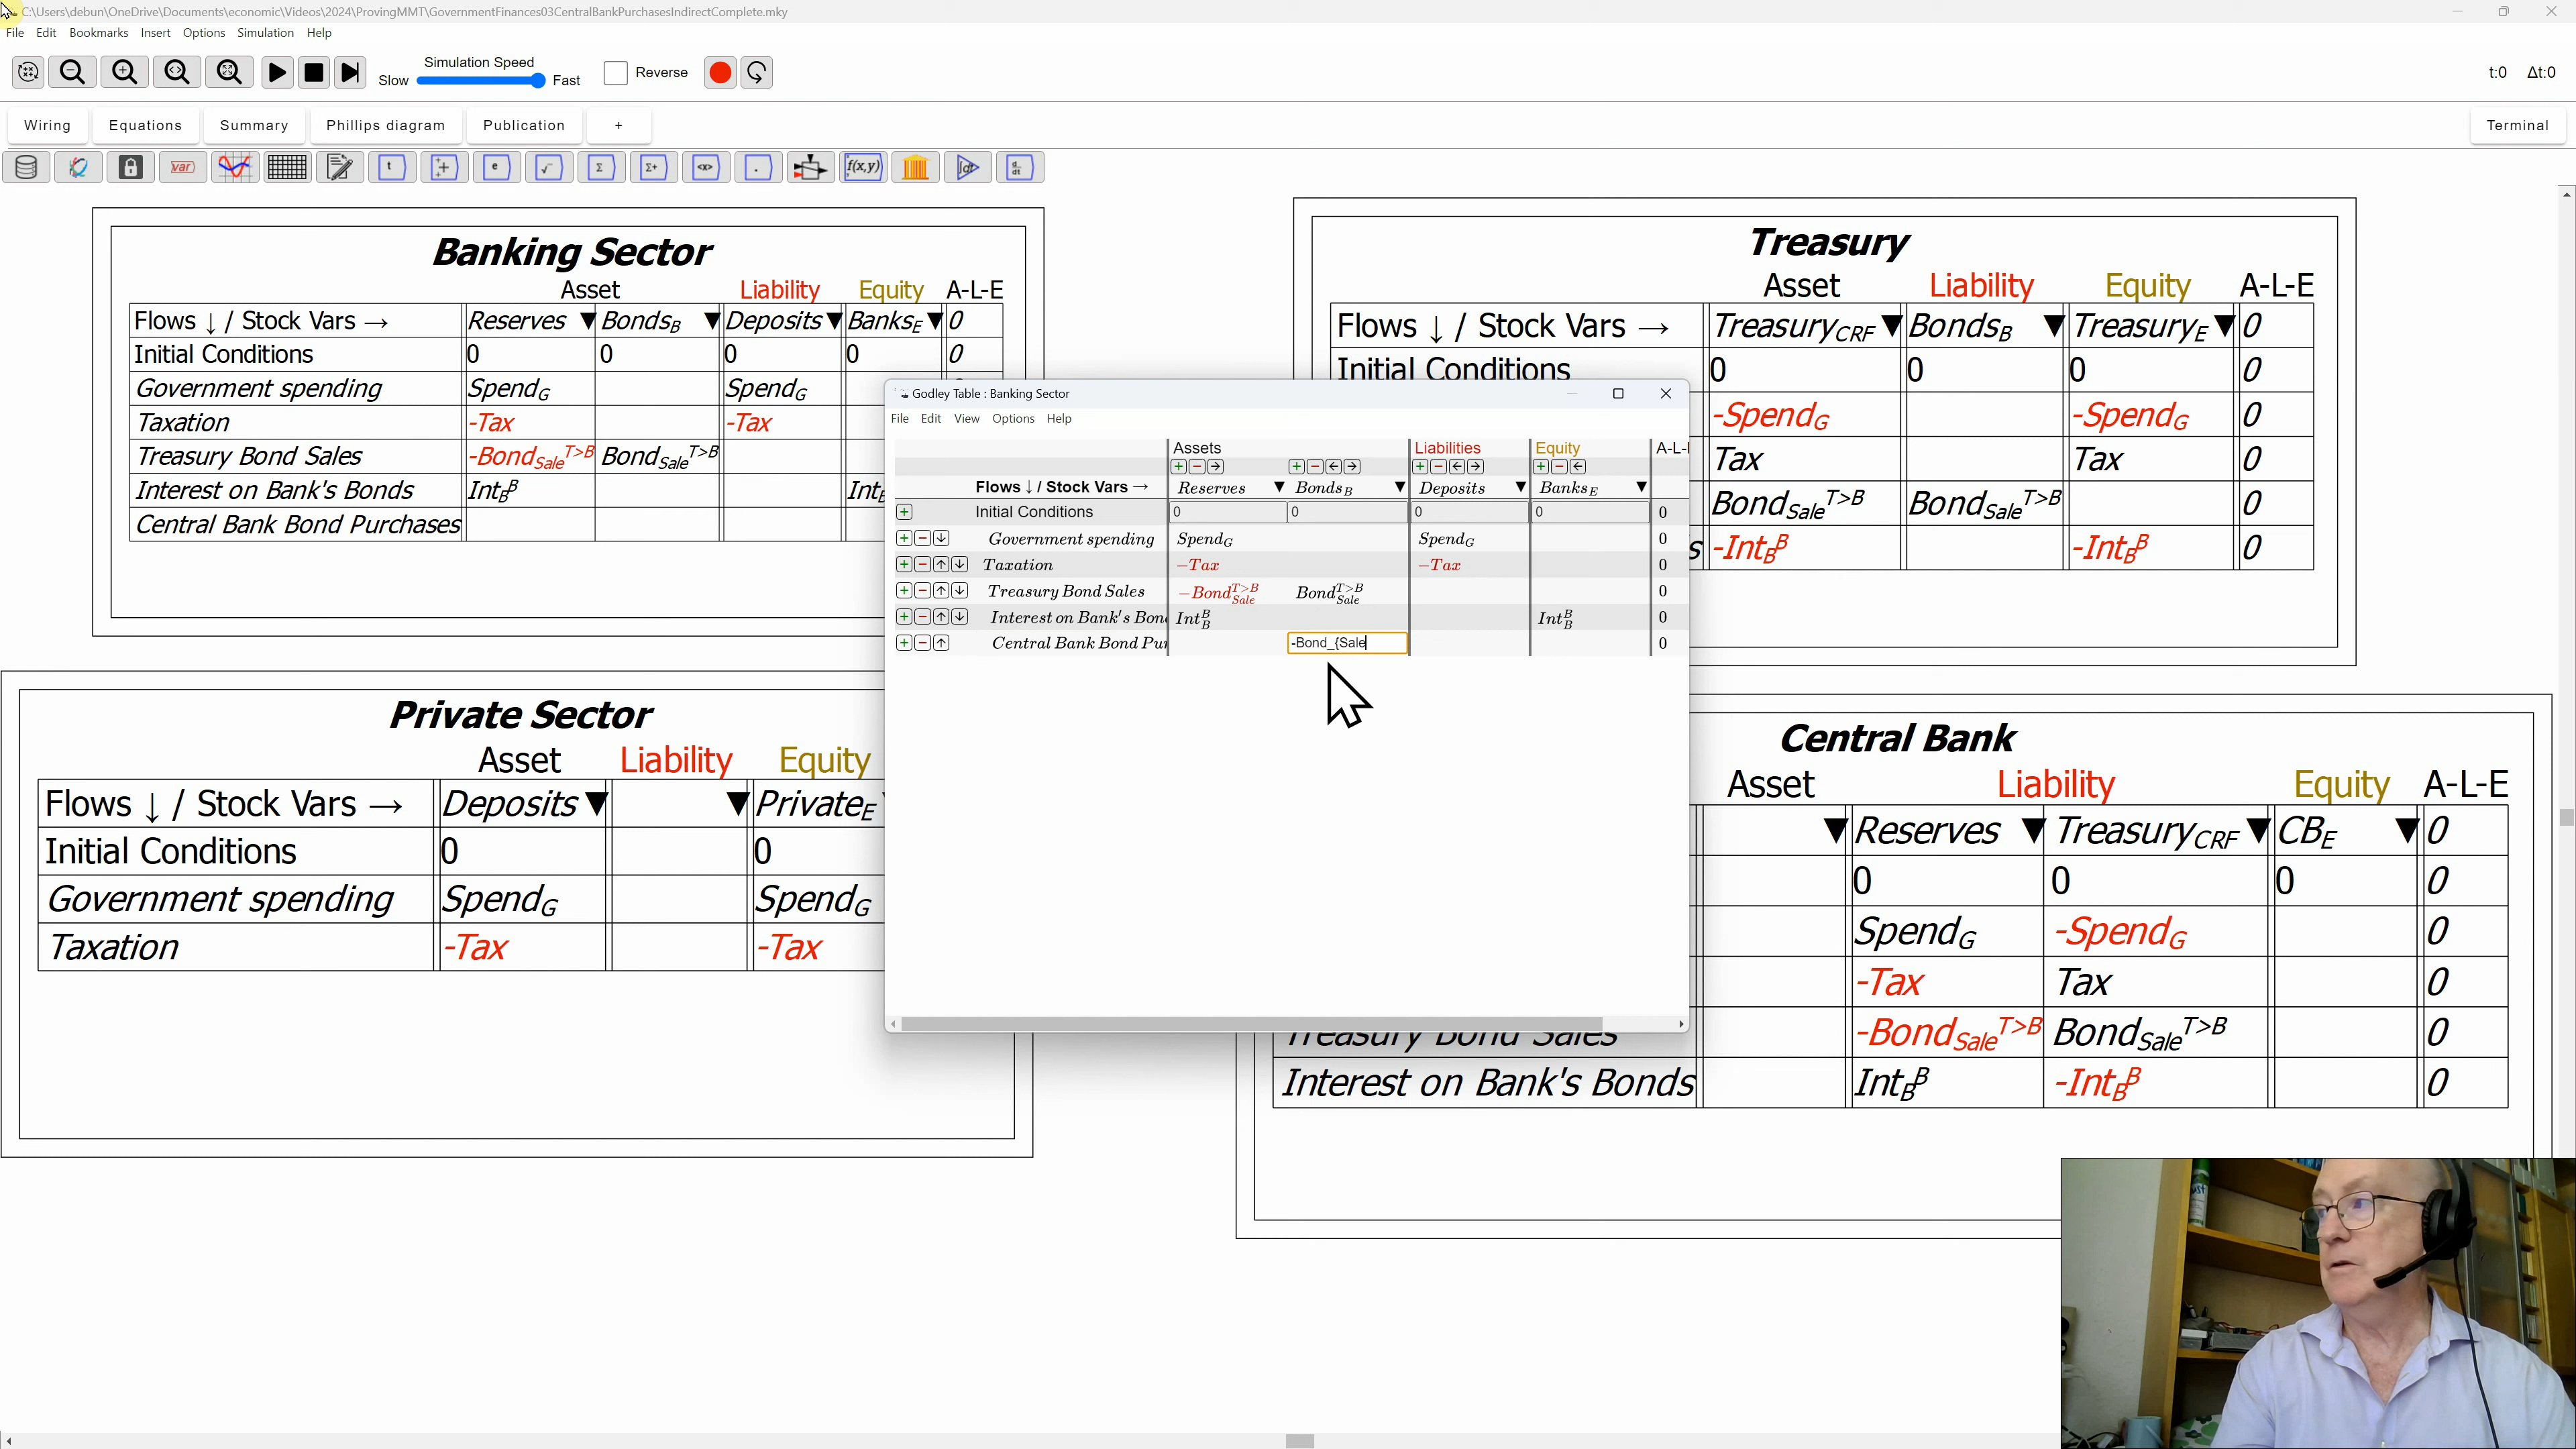 C:\Users\debun\OneDrive\Documents\economic\Videos\2024\ProvingMMT\GovernmentFinances03CentralBankPurchasesIndirectComplete.mky
File Edit Bookmarks Insert Options Simulation Help
Simulation Speed
Slow Fast Reverse t:0 Δt:0
Wiring Equations Summary Phillips diagram Publication + Terminal
Banking Sector
Asset Liability Equity A-L-E
Flows ↓ / Stock Vars → Reserves ▼ Bonds_B ▼ Deposits ▼ Banks_E ▼ 0
Initial Conditions 0 0 0 0 0
Government spending Spend_G Spend_G
Taxation -Tax -Tax
Treasury Bond Sales -Bond_Sale^T>B Bond_Sale^T>B
Interest on Bank's Bonds Int_B^B
Central Bank Bond Purchases
Treasury
Asset Liability Equity A-L-E
Flows ↓ / Stock Vars → Treasury_CRF ▼ Bonds_B ▼ Treasury_E ▼ 0
Initial Conditions 0 0 0 0
-Spend_G -Spend_G 0
Tax Tax 0
Bond_Sale^T>B Bond_Sale^T>B 0
-Int_B^B -Int_B^B 0
Godley Table : Banking Sector
File Edit View Options Help
Assets Liabilities Equity
Flows ↓ / Stock Vars → Reserves ▼ Bonds_B ▼ Deposits ▼ Banks_E ▼
Initial Conditions 0 0 0 0 0
Government spending Spend_G Spend_G 0
Taxation −Tax −Tax 0
Treasury Bond Sales −Bond_Sale^T>B Bond_Sale^T>B 0
Interest on Bank's Int_B^B Int_B^B 0
Central Bank Bond -Bond_{Sale 0
Private Sector
Asset Liability Equity
Flows ↓ / Stock Vars → Deposits ▼ ▼ Private_E
Initial Conditions 0 0
Government spending Spend_G Spend_G
Taxation -Tax -Tax
Central Bank
Asset Liability Equity A-L-E
▼ Reserves ▼ Treasury_CRF ▼ CB_E ▼ 0
0 0 0 0
Spend_G -Spend_G 0
-Tax Tax 0
Treasury Bond Sales -Bond_Sale^T>B Bond_Sale^T>B 0
Interest on Bank's Bonds Int_B^B -Int_B^B 0